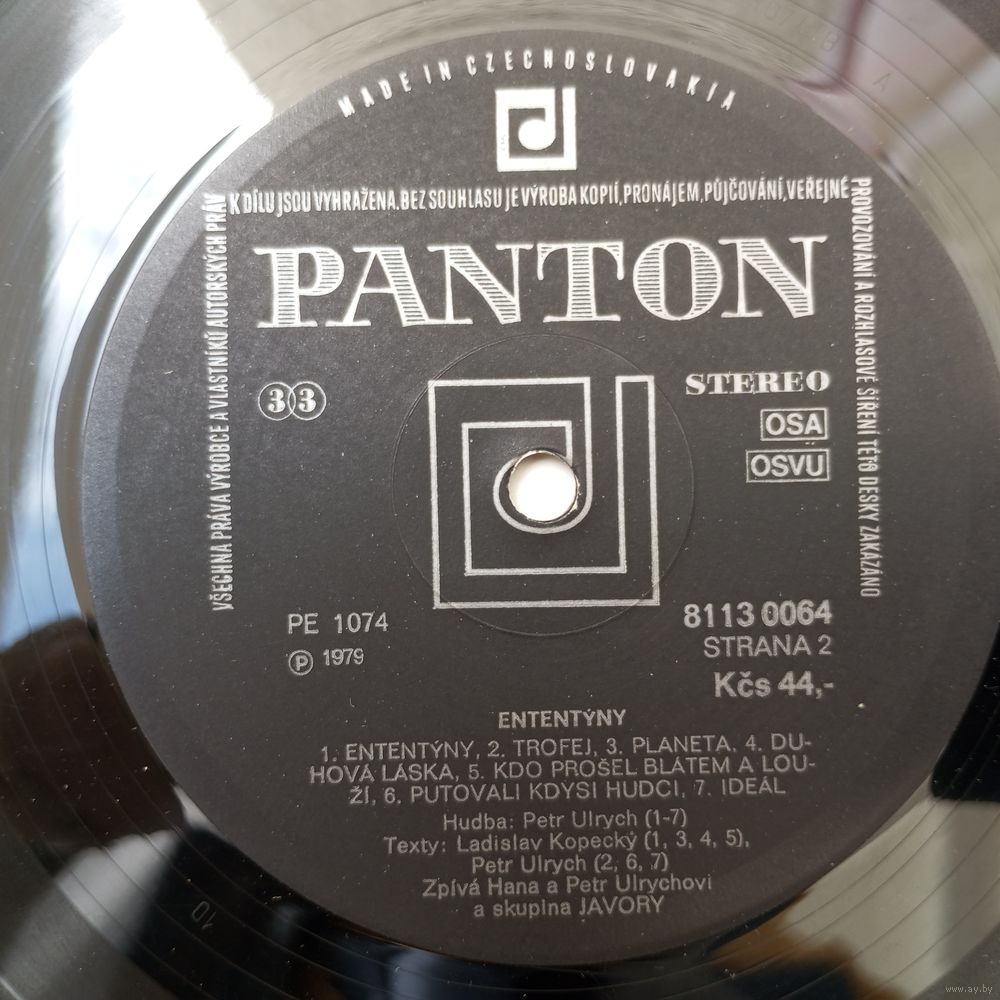 MADE IN CZECHOSLOVAKIA
VŠECHNA PRÁVA VÝROBCE A VLASTNÍKŮ AUTORSKÝCH PRÁV
K DÍLU JSOU VYHRAŽENA. BEZ SOUHLASU JE VÝROBA KOPIÍ, PRONÁJEM, PŮJČOVÁNÍ, VEŘEJNÉ
PROVOZOVÁNÍ A ROZHLASOVÉ ŠÍŘENÍ TÉTO DESKY ZAKÁZÁNO
PANTON
33
STEREO
OSA
OSVU
PE 1074
Ⓟ 1979
8113 0064
STRANA 2
Kčs 44,-
ENTENTÝNY
1. ENTENTÝNY, 2. TROFEJ, 3. PLANETA, 4. DU-
HOVÁ LÁSKA, 5. KDO PROŠEL BLÁTEM A LOU-
ŽÍ, 6. PUTOVALI KDYSI HUDCI, 7. IDEÁL
Hudba: Petr Ulrych (1-7)
Texty: Ladislav Kopecký (1, 3, 4, 5),
Petr Ulrych (2, 6, 7)
Zpívá Hana a Petr Ulrychovi
a skupina JAVORY
10
A
www.ay.by